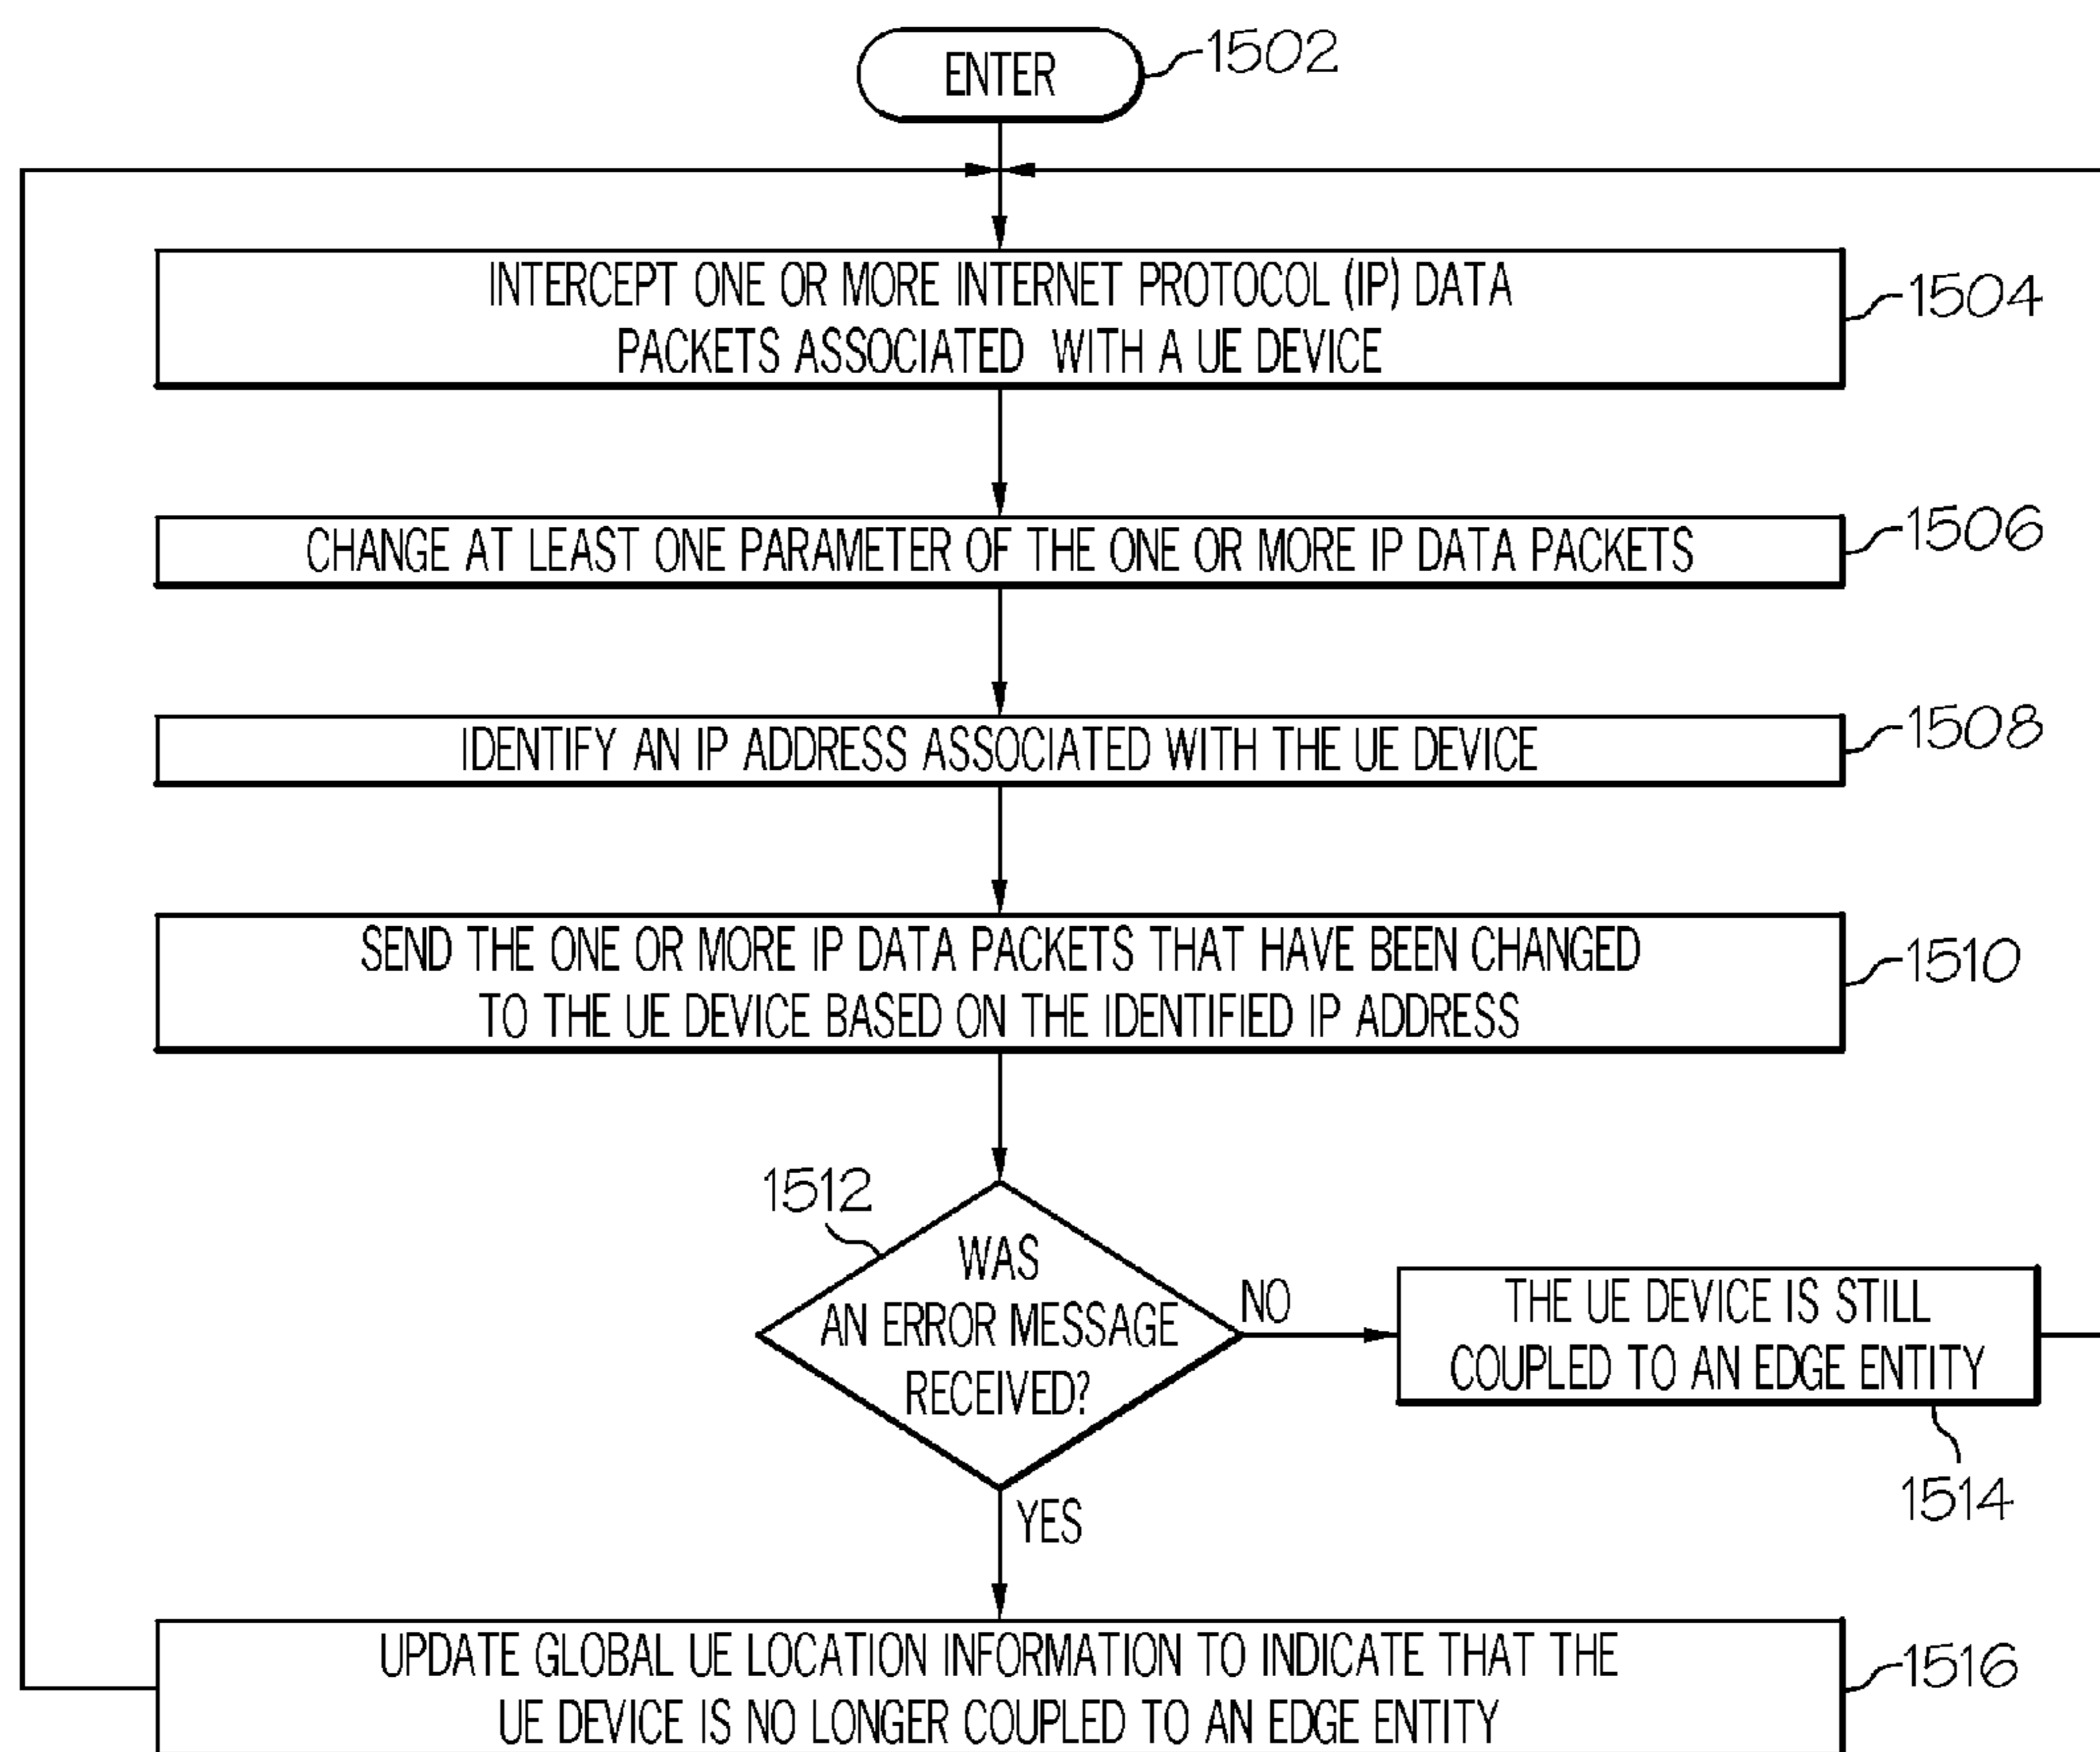 ENTER
1502
INTERCEPT ONE OR MORE INTERNET PROTOCOL (IP) DATA
PACKETS ASSOCIATED WITH A UE DEVICE
1504
CHANGE AT LEAST ONE PARAMETER OF THE ONE OR MORE IP DATA PACKETS
1506
IDENTIFY AN IP ADDRESS ASSOCIATED WITH THE UE DEVICE
1508
SEND THE ONE OR MORE IP DATA PACKETS THAT HAVE BEEN CHANGED
TO THE UE DEVICE BASED ON THE IDENTIFIED IP ADDRESS
1510
1512
WAS
AN ERROR MESSAGE
RECEIVED?
NO
THE UE DEVICE IS STILL
COUPLED TO AN EDGE ENTITY
1514
YES
UPDATE GLOBAL UE LOCATION INFORMATION TO INDICATE THAT THE
UE DEVICE IS NO LONGER COUPLED TO AN EDGE ENTITY
1516